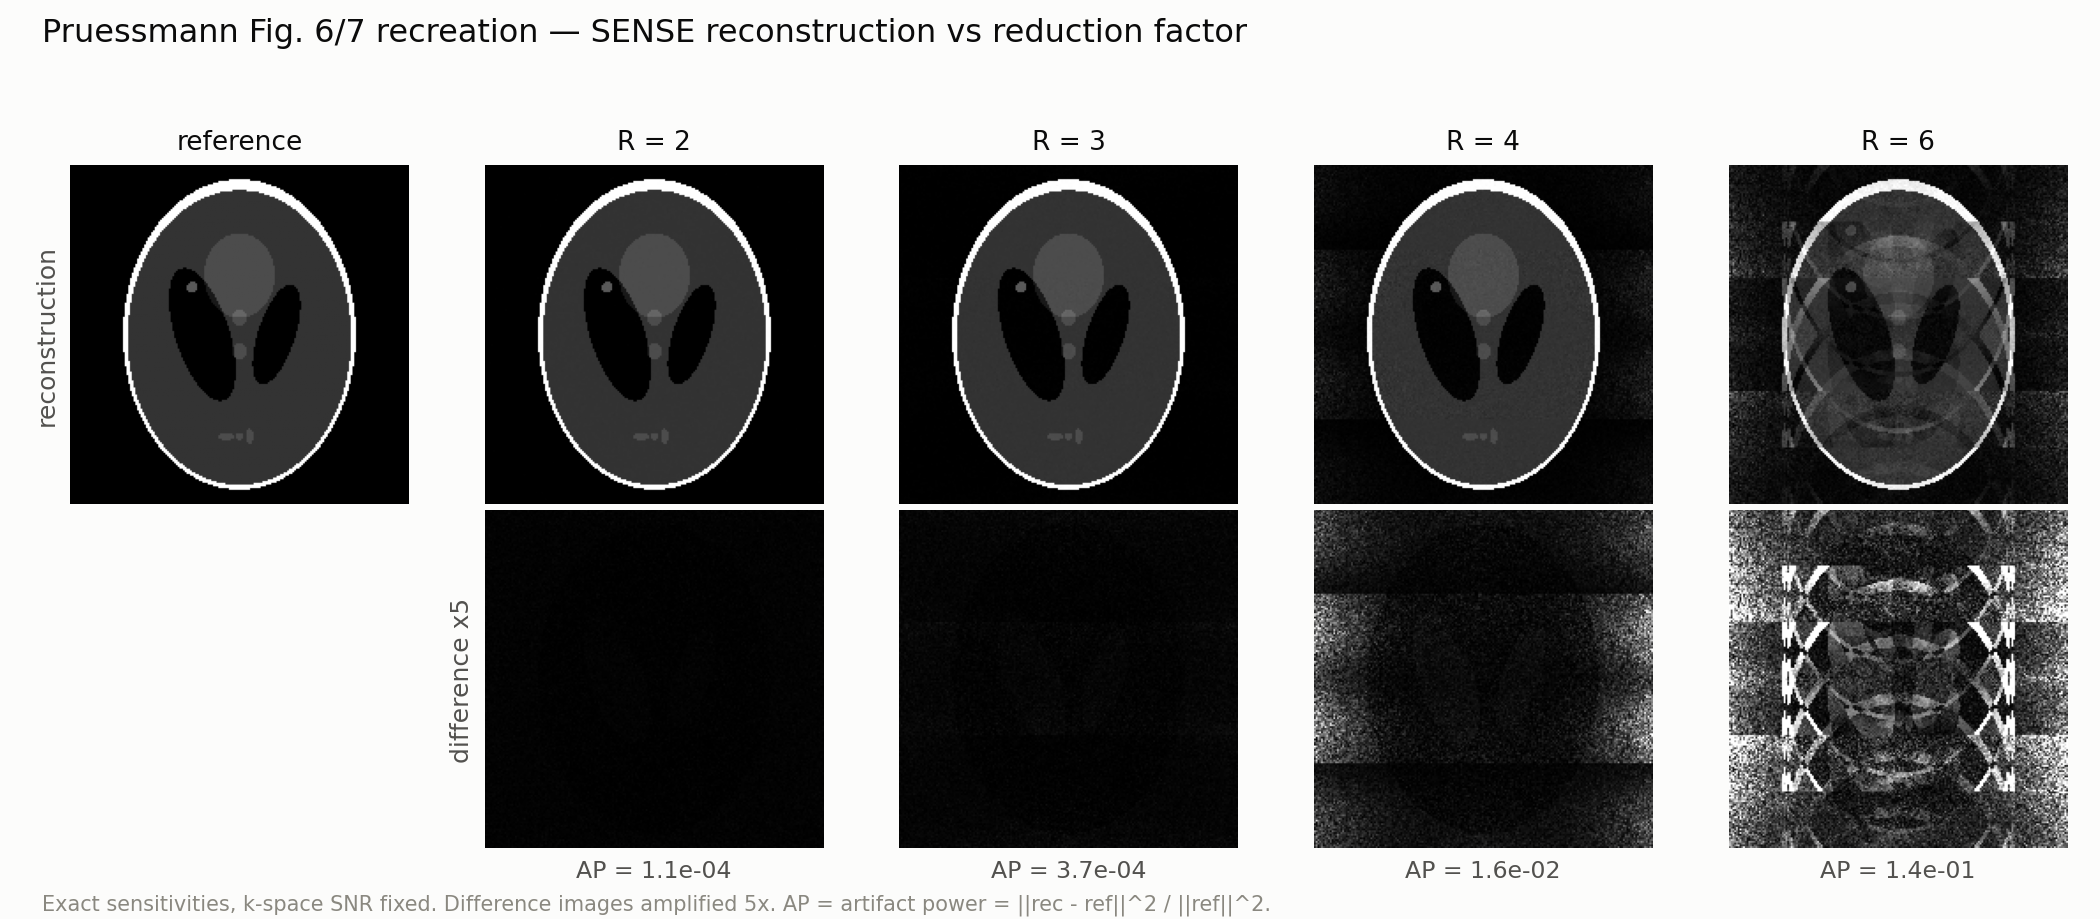 Pruessmann Fig. 6/7 recreation — SENSE reconstruction vs reduction factor
reference
R = 2
R = 3
R = 4
R = 6
reconstruction
difference x5
AP = 1.1e-04
AP = 3.7e-04
AP = 1.6e-02
AP = 1.4e-01
Exact sensitivities, k-space SNR fixed. Difference images amplified 5x. AP = artifact power = ||rec - ref||^2 / ||ref||^2.